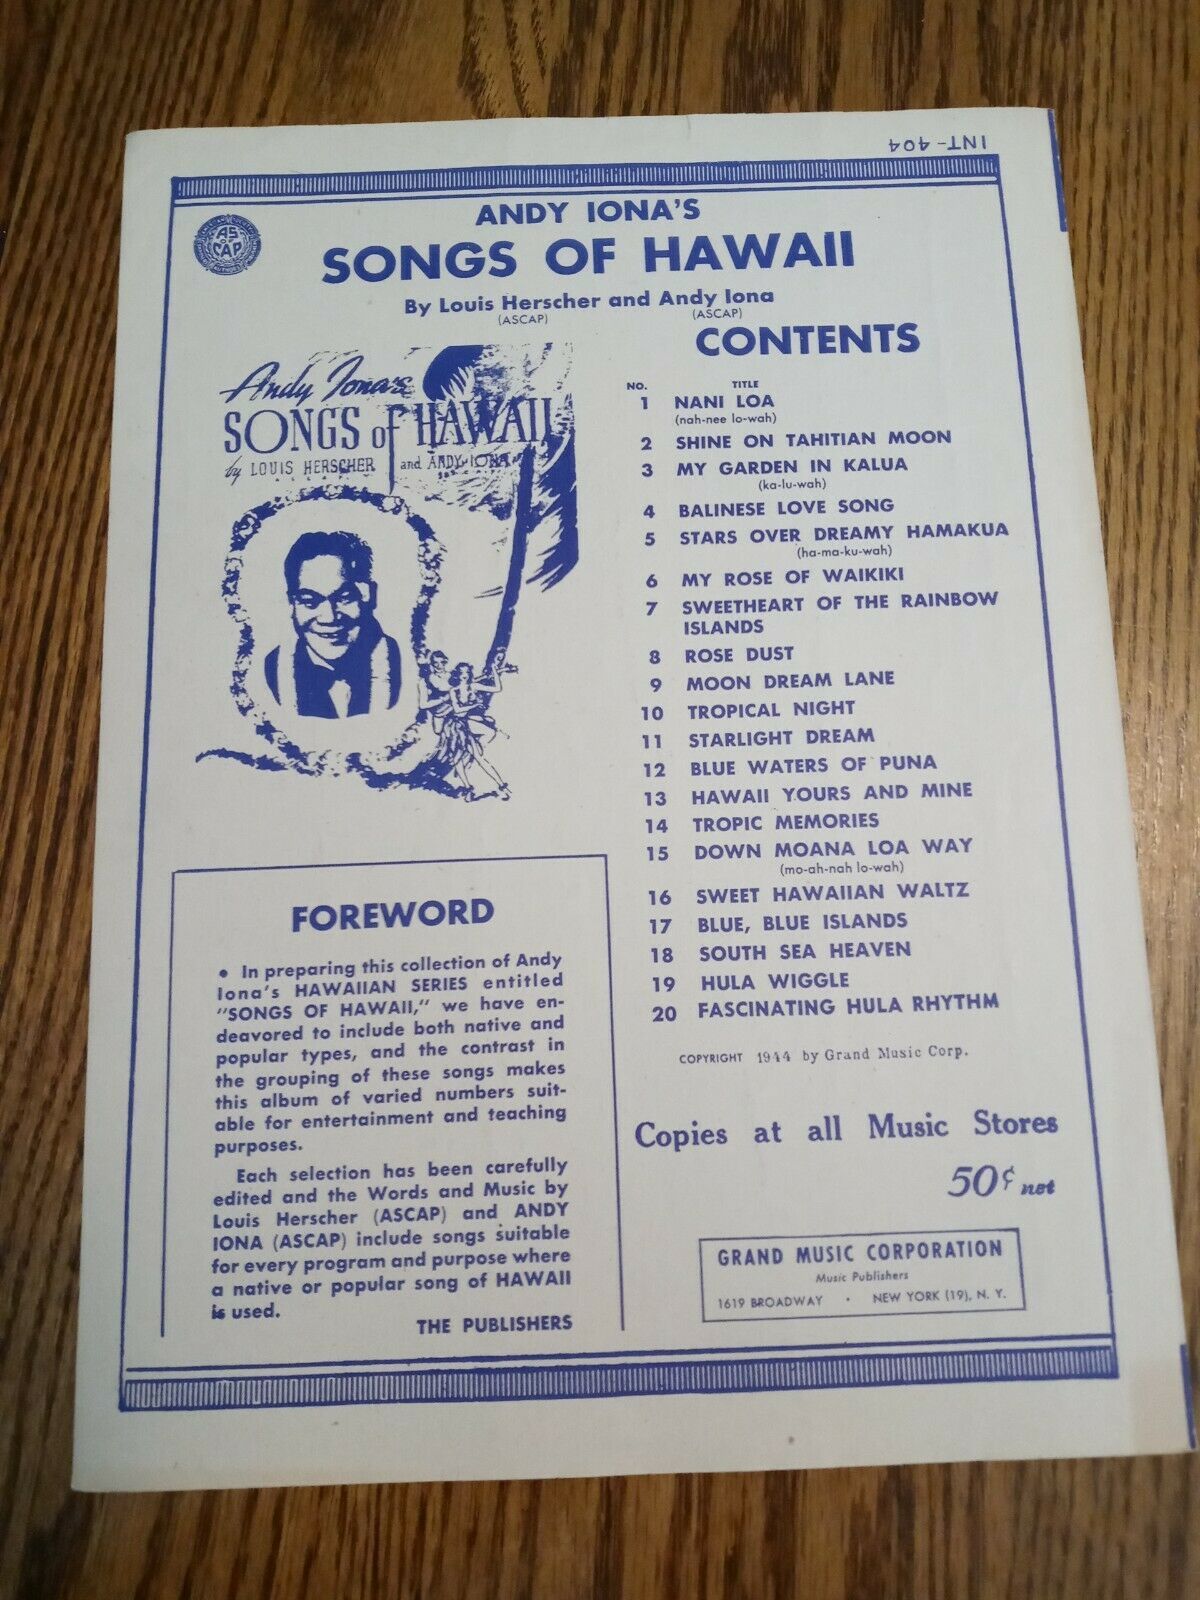 INT-404
ANDY IONA'S
SONGS OF HAWAII
By Louis Herscher and Andy Iona
(ASCAP) (ASCAP)
AS
CAP
Andy Iona's
SONGS of HAWAII
by LOUIS HERSCHER and ANDY IONA
CONTENTS
NO. TITLE
1 NANI LOA
(nah-nee lo-wah)
2 SHINE ON TAHITIAN MOON
3 MY GARDEN IN KALUA
(ka-lu-wah)
4 BALINESE LOVE SONG
5 STARS OVER DREAMY HAMAKUA
(ha-ma-ku-wah)
6 MY ROSE OF WAIKIKI
7 SWEETHEART OF THE RAINBOW
ISLANDS
8 ROSE DUST
9 MOON DREAM LANE
10 TROPICAL NIGHT
11 STARLIGHT DREAM
12 BLUE WATERS OF PUNA
13 HAWAII YOURS AND MINE
14 TROPIC MEMORIES
15 DOWN MOANA LOA WAY
(mo-ah-nah lo-wah)
16 SWEET HAWAIIAN WALTZ
17 BLUE, BLUE ISLANDS
18 SOUTH SEA HEAVEN
19 HULA WIGGLE
20 FASCINATING HULA RHYTHM
COPYRIGHT 1944 by Grand Music Corp.
Copies at all Music Stores
50¢ net
GRAND MUSIC CORPORATION
Music Publishers
1619 BROADWAY • NEW YORK (19), N. Y.
FOREWORD
• In preparing this collection of Andy
Iona's HAWAIIAN SERIES entitled
"SONGS OF HAWAII," we have en-
deavored to include both native and
popular types, and the contrast in
the grouping of these songs makes
this album of varied numbers suit-
able for entertainment and teaching
purposes.
Each selection has been carefully
edited and the Words and Music by
Louis Herscher (ASCAP) and ANDY
IONA (ASCAP) include songs suitable
for every program and purpose where
a native or popular song of HAWAII
is used.
THE PUBLISHERS